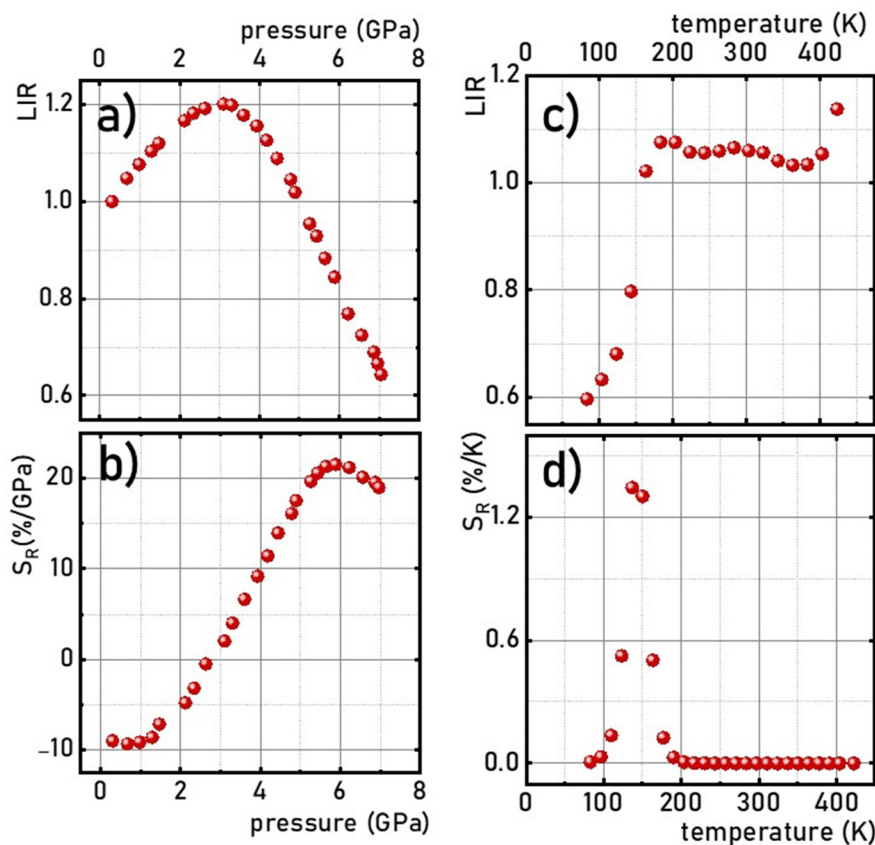 pressure (GPa)
0 2 4 6 8
LIR
1.2
1.0
0.8
0.6
a)
temperature (K)
0 100 200 300 400
LIR
1.2
1.0
0.8
0.6
c)
S_R(%/GPa)
20
10
0
−10
b)
0 2 4 6 8
pressure (GPa)
S_R (%/K)
1.2
0.6
0.0
d)
0 100 200 300 400
temperature (K)